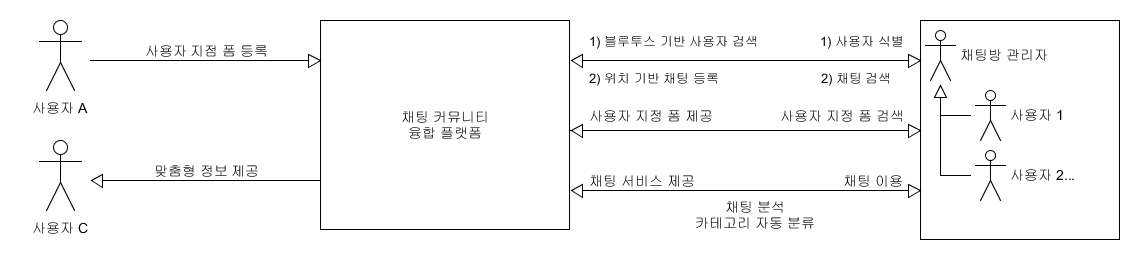 사용자 지정 폼 등록
사용자 A
맞춤형 정보 제공
사용자 C
채팅 커뮤니티
융합 플랫폼
1) 블루투스 기반 사용자 검색
1) 사용자 식별
2) 위치 기반 채팅 등록
2) 채팅 검색
사용자 지정 폼 제공
사용자 지정 폼 검색
채팅 서비스 제공
채팅 이용
채팅 분석
카테고리 자동 분류
채팅방 관리자
사용자 1
사용자 2...